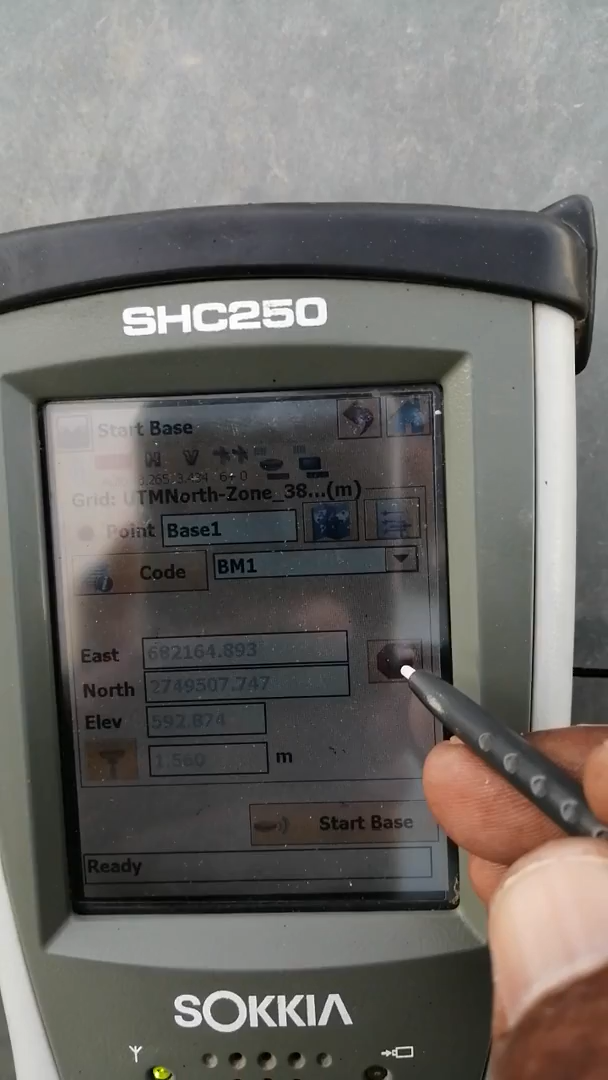 SHC250
Start Base
H V
Grid: UTMNorth-Zone_38...(m)
Point Base1
Code BM1
East 682164.893
North 2749507.747
Elev 592.874
1.560 m
Start Base
Ready
SOKKIA